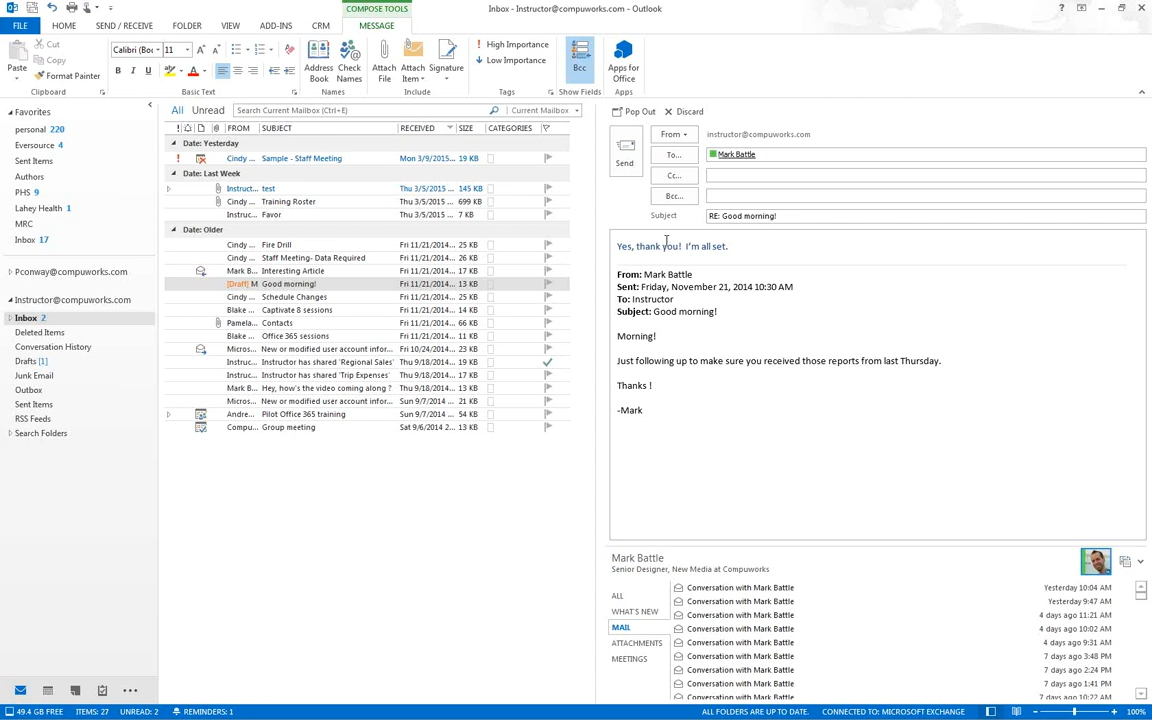 COMPOSE TOOLS
Inbox - Instructor@compuworks.com - Outlook
FILE HOME SEND / RECEIVE FOLDER VIEW ADD-INS CRM MESSAGE
Paste Cut Copy Format Painter
Calibri (Boc 11
B I U
Address Book Check Names
Attach File Attach Item Signature
High Importance
Low Importance
Bcc
Apps for Office
Clipboard Basic Text Names Include Tags Show Fields Apps
Favorites
personal 220
Eversource 4
Sent Items
Authors
PHS 9
Lahey Health 1
MRC
Inbox 17
Pconway@compuworks.com
Instructor@compuworks.com
Inbox 2
Deleted Items
Conversation History
Drafts [1]
Junk Email
Outbox
Sent Items
RSS Feeds
Search Folders
All Unread Search Current Mailbox (Ctrl+E) Current Mailbox
FROM SUBJECT RECEIVED SIZE CATEGORIES
Date: Yesterday
Cindy ... Sample - Staff Meeting Mon 3/9/2015... 19 KB
Date: Last Week
Instruct... test Thu 3/5/2015 ... 145 KB
Cindy ... Training Roster Thu 3/5/2015 ... 699 KB
Instruc... Favor Thu 3/5/2015 ... 7 KB
Date: Older
Cindy ... Fire Drill Fri 11/21/2014... 25 KB
Cindy ... Staff Meeting- Data Required Fri 11/21/2014... 26 KB
Mark B... Interesting Article Fri 11/21/2014... 17 KB
[Draft] M Good morning! Fri 11/21/2014... 13 KB
Cindy ... Schedule Changes Fri 11/21/2014... 25 KB
Blake ... Captivate 8 sessions Fri 11/21/2014... 14 KB
Pamela... Contacts Fri 11/21/2014... 66 KB
Blake ... Office 365 sessions Fri 11/21/2014... 11 KB
Micros... New or modified user account infor... Fri 10/24/2014... 23 KB
Instruc... Instructor has shared 'Regional Sales' Thu 9/18/2014... 19 KB
Instruc... Instructor has shared 'Trip Expenses' Thu 9/18/2014... 17 KB
Mark B... Hey, how's the video coming along ? Thu 9/18/2014... 13 KB
Micros... New or modified user account infor... Sun 9/7/2014 ... 21 KB
Andre... Pilot Office 365 training Sun 9/7/2014 ... 54 KB
Compu... Group meeting Sat 9/6/2014 2...  18 KB
Pop Out Discard
Send
From instructor@compuworks.com
To... Mark Battle
Cc...
Bcc...
Subject RE: Good morning!
Yes, thank you! I'm all set.
From: Mark Battle
Sent: Friday, November 21, 2014 10:30 AM
To: Instructor
Subject: Good morning!
Morning!
Just following up to make sure you received those reports from last Thursday.
Thanks !
-Mark
Mark Battle
Senior Designer, New Media at Compuworks
ALL
WHAT'S NEW
MAIL
ATTACHMENTS
MEETINGS
Conversation with Mark Battle Yesterday 10:04 AM
Conversation with Mark Battle Yesterday 9:47 AM
Conversation with Mark Battle 4 days ago 11:21 AM
Conversation with Mark Battle 4 days ago 10:02 AM
Conversation with Mark Battle 4 days ago 9:31 AM
Conversation with Mark Battle 7 days ago 3:48 PM
Conversation with Mark Battle 7 days ago 2:24 PM
Conversation with Mark Battle 7 days ago 1:41 PM
Conversation with Mark Battle 7 days ago 10:22 AM
49.4 GB FREE ITEMS: 27 UNREAD: 2 REMINDERS: 1 ALL FOLDERS ARE UP TO DATE. CONNECTED TO: MICROSOFT EXCHANGE 100%